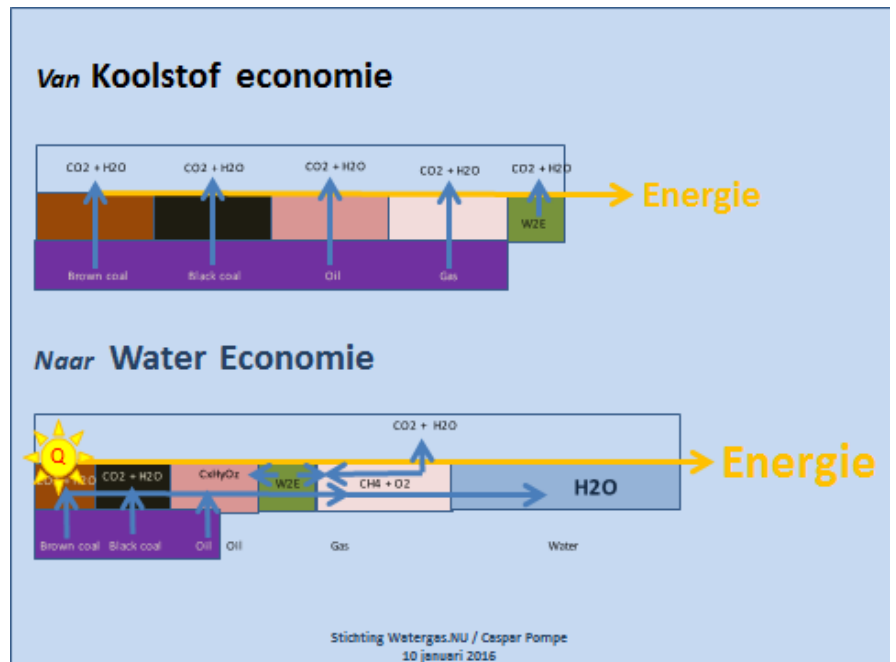 Van Koolstof economie
CO2 + H2O CO2 + H2O CO2 + H2O CO2 + H2O CO2 + H2O
Energie
W2E
Brown coal Black coal Oil Gas
Naar Water Economie
CO2 + H2O
Q
Energie
CO2 + H2O CO2 + H2O CxHyOz W2E CH4 + O2 H2O
Brown coal Black coal Oil Oil Gas Water
Stichting Watergas.NU / Caspar Pompe
10 januari 2016